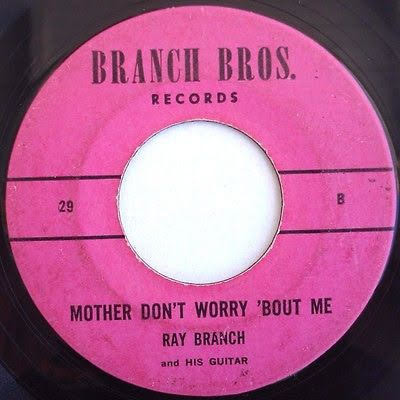 BRANCH BROS.
RECORDS
29 B
MOTHER DON'T WORRY 'BOUT ME
RAY BRANCH
and HIS GUITAR